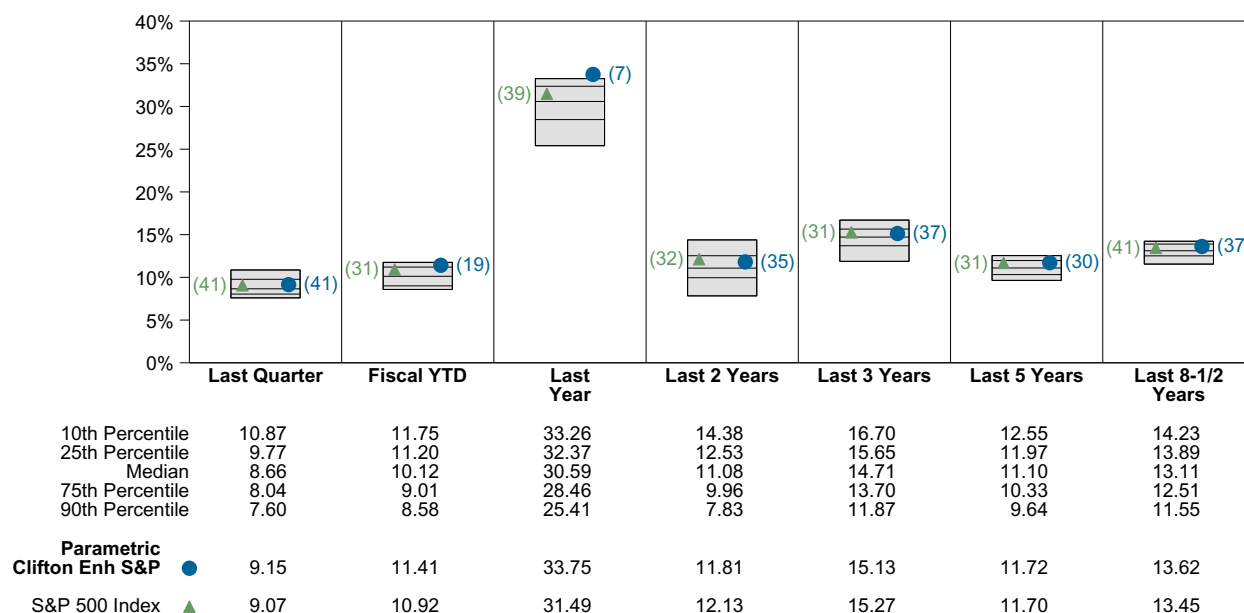 40%
35%
30%
25%
20%
15%
10%
5%
0%
(41) (41)
(31) (19)
(39) (7)
(32) (35)
(31) (37)
(31) (30)
(41) (37
Last Quarter Fiscal YTD Last Year Last 2 Years Last 3 Years Last 5 Years Last 8-1/2 Years
10th Percentile 10.87 11.75 33.26 14.38 16.70 12.55 14.23
25th Percentile 9.77 11.20 32.37 12.53 15.65 11.97 13.89
Median 8.66 10.12 30.59 11.08 14.71 11.10 13.11
75th Percentile 8.04 9.01 28.46 9.96 13.70 10.33 12.51
90th Percentile 7.60 8.58 25.41 7.83 11.87 9.64 11.55
Parametric
Clifton Enh S&P 9.15 11.41 33.75 11.81 15.13 11.72 13.62
S&P 500 Index 9.07 10.92 31.49 12.13 15.27 11.70 13.45